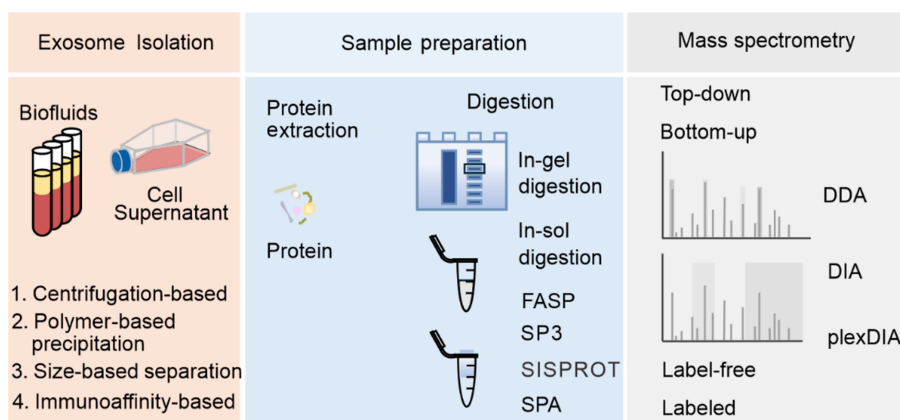 Exosome Isolation
Sample preparation
Mass spectrometry
Biofluids
Cell
Supernatant
1. Centrifugation-based
2. Polymer-based
precipitation
3. Size-based separation
4. Immunoaffinity-based
Protein
extraction
Protein
Digestion
In-gel
digestion
In-sol
digestion
FASP
SP3
SISPROT
SPA
Top-down
Bottom-up
DDA
DIA
plexDIA
Label-free
Labeled